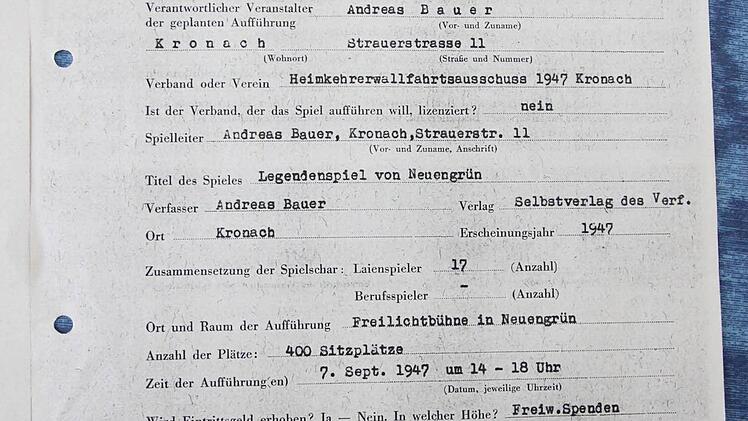 Verantwortlicher Veranstalter Andreas Bauer
der geplanten Aufführung (Vor- und Zuname)
Kronach Strauerstrasse 11
(Wohnort) (Straße und Nummer)
Verband oder Verein Heimkehrerwallfahrtsausschuss 1947 Kronach
Ist der Verband, der das Spiel aufführen will, lizenziert? nein
Spielleiter Andreas Bauer, Kronach,Strauerstr. 11
(Vor- und Zuname, Anschrift)
Titel des Spieles Legendenspiel von Neuengrün
Verfasser Andreas Bauer Verlag Selbstverlag des Verf.
Ort Kronach Erscheinungsjahr 1947
Zusammensetzung der Spielschar: Laienspieler 17 (Anzahl)
Berufsspieler - (Anzahl)
Ort und Raum der Aufführung Freilichtbühne in Neuengrün
Anzahl der Plätze: 400 Sitzplätze
Zeit der Aufführung(en) 7. Sept. 1947 um 14 - 18 Uhr
(Datum, jeweilige Uhrzeit)
Wird Eintrittsgeld erhoben? Ja — Nein. In welcher Höhe? Freiw.Spenden